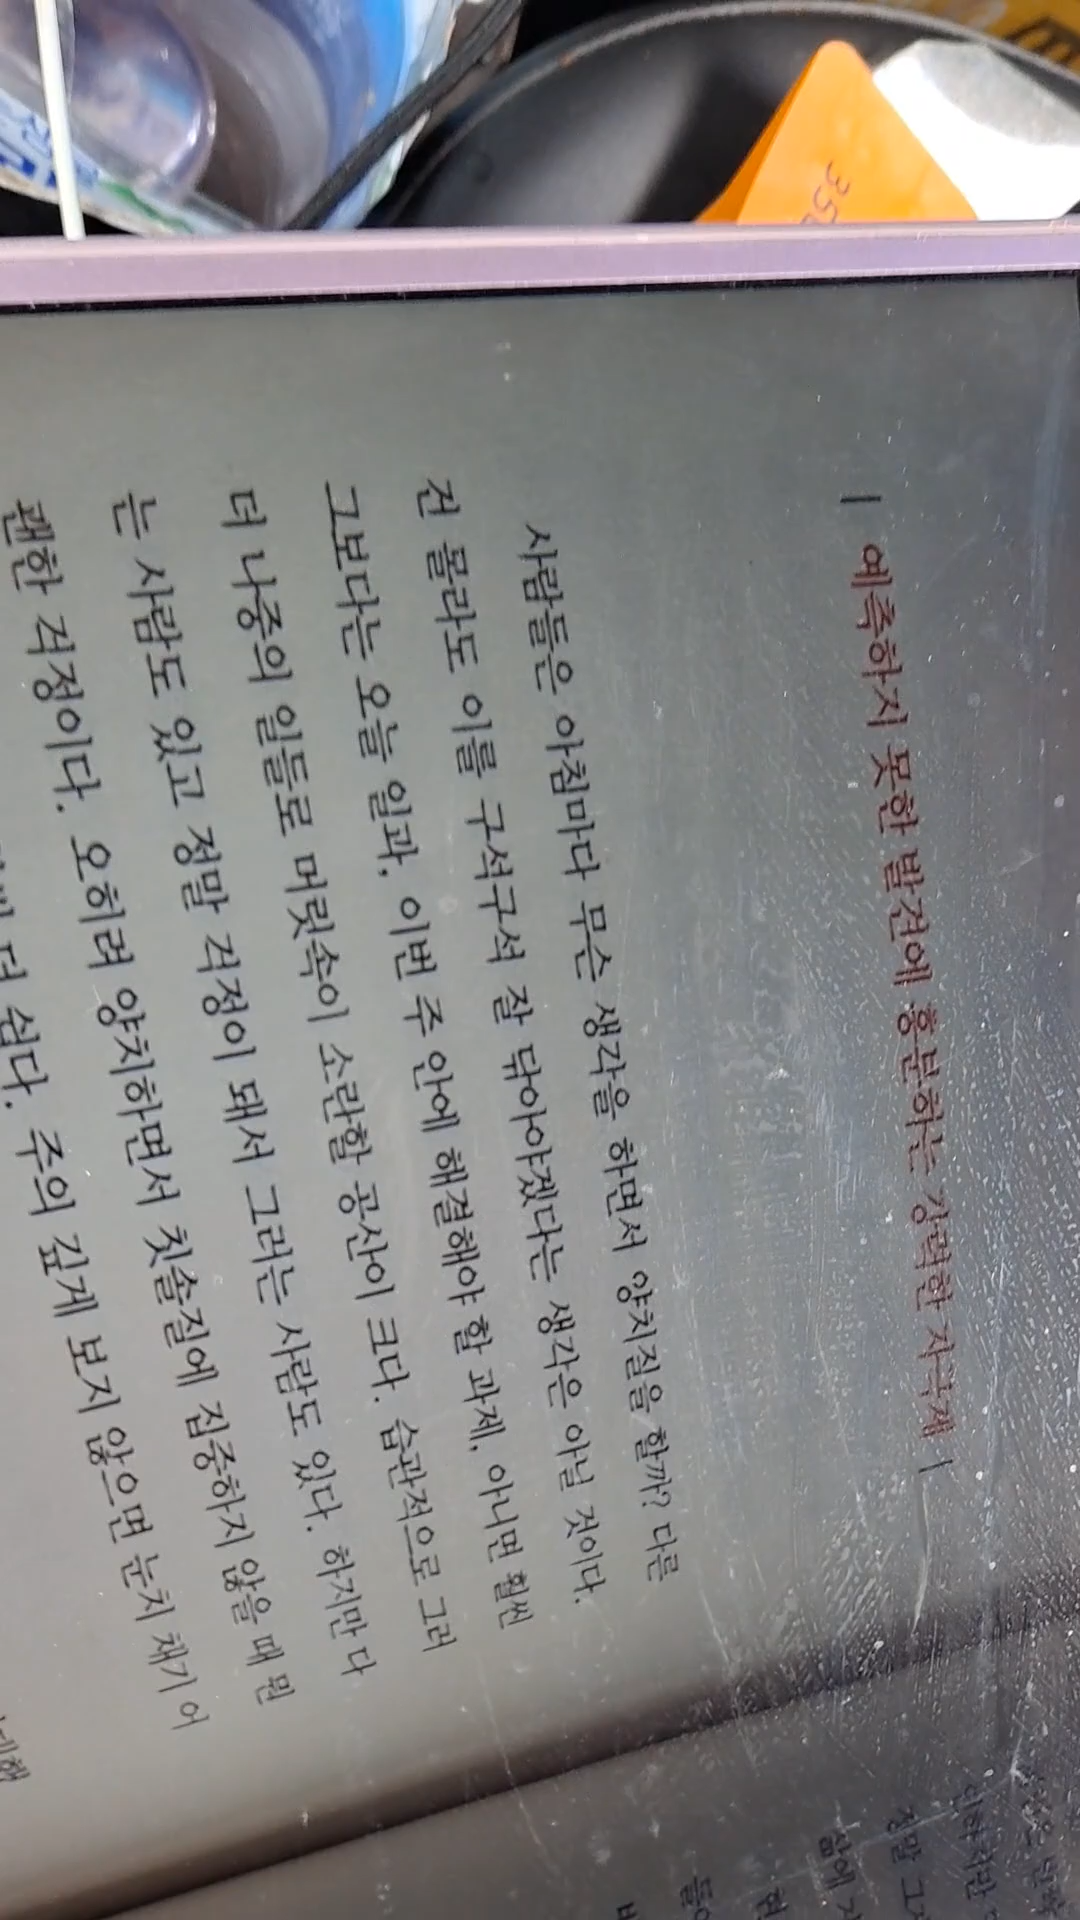 | 예측하지 못한 발견에 흥분하는 강력한 자각제 |
사람들은 아침마다 무슨 생각을 하면서 양치질을 할까? 다른
건 몰라도 이를 구석구석 잘 닦아야겠다는 생각은 아닐 것이다.
그보다는 오늘 일과, 이번 주 안에 해결해야 할 과제, 아니면 훨씬
더 나중의 일들로 머릿속이 소란할 공산이 크다. 습관적으로 그러
는 사람도 있고 정말 걱정이 돼서 그러는 사람도 있다. 하지만 다
괜한 걱정이다. 오히려 양치하면서 칫솔질에 집중하지 않을 때 뭔
더 쉽다. 주의 깊게 보지 않으면 눈치 채기 어
정말
삶에